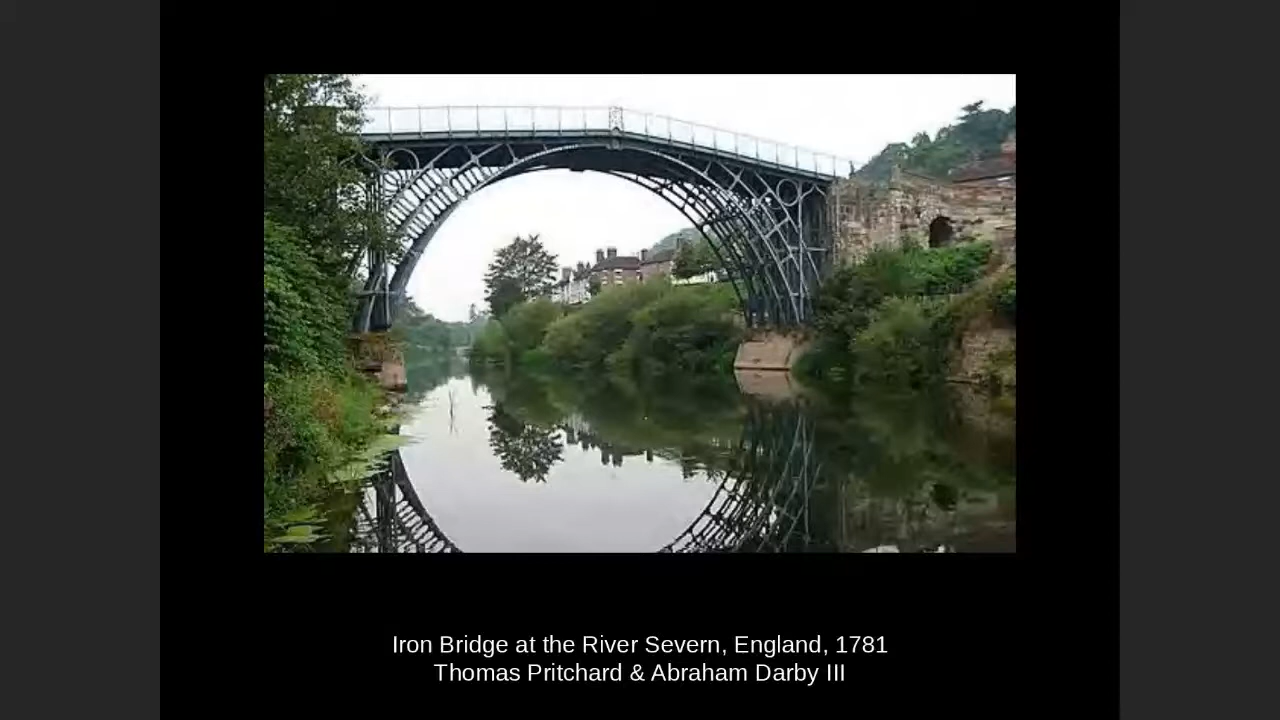 Iron Bridge at the River Severn, England, 1781
Thomas Pritchard & Abraham Darby III